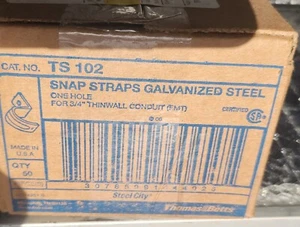 CAT. NO. TS 102
SNAP STRAPS GALVANIZED STEEL
ONE HOLE
FOR 3/4" THINWALL CONDUIT (EMT)
CERTIFIED
MADE IN
U.S.A.
QTY
50
Steel City
Thomas & Betts